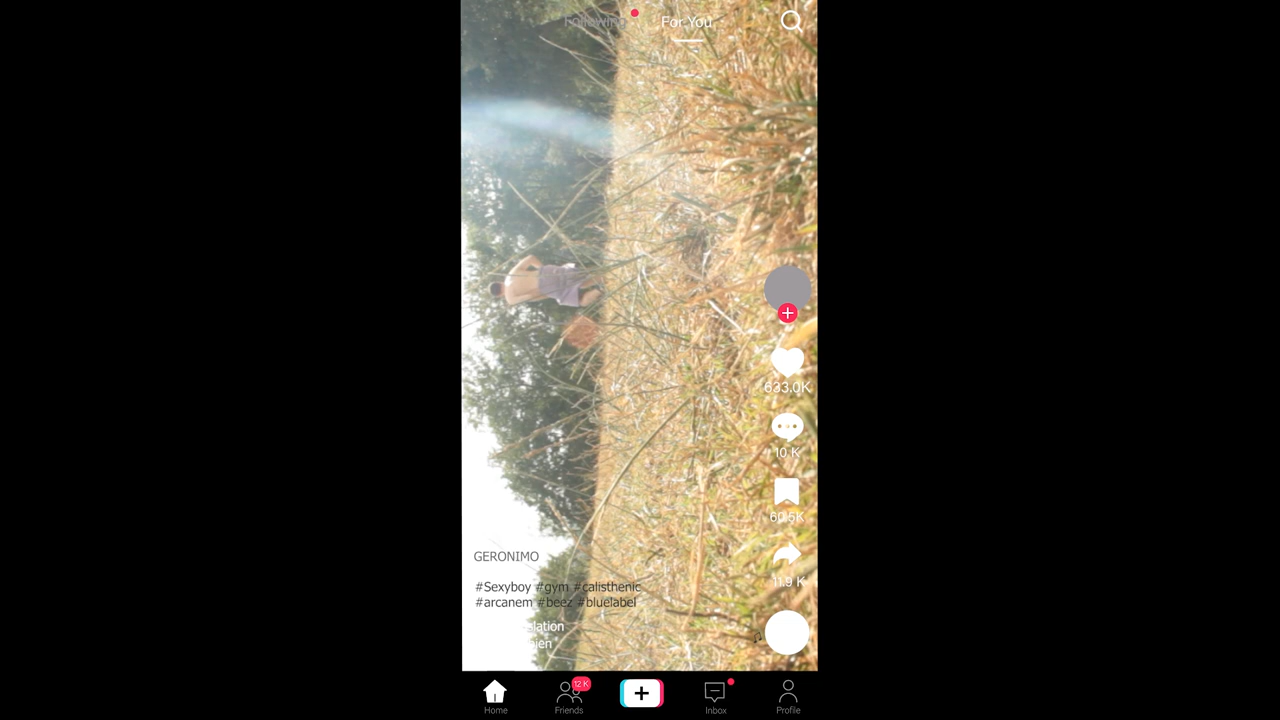 Following
For You
633.0K
10 K
60.5K
11.9 K
GERONIMO
#Sexyboy #gym #calisthenic
#arcanem #beez #bluelabel
12 K
Home
Friends
Inbox
Profile